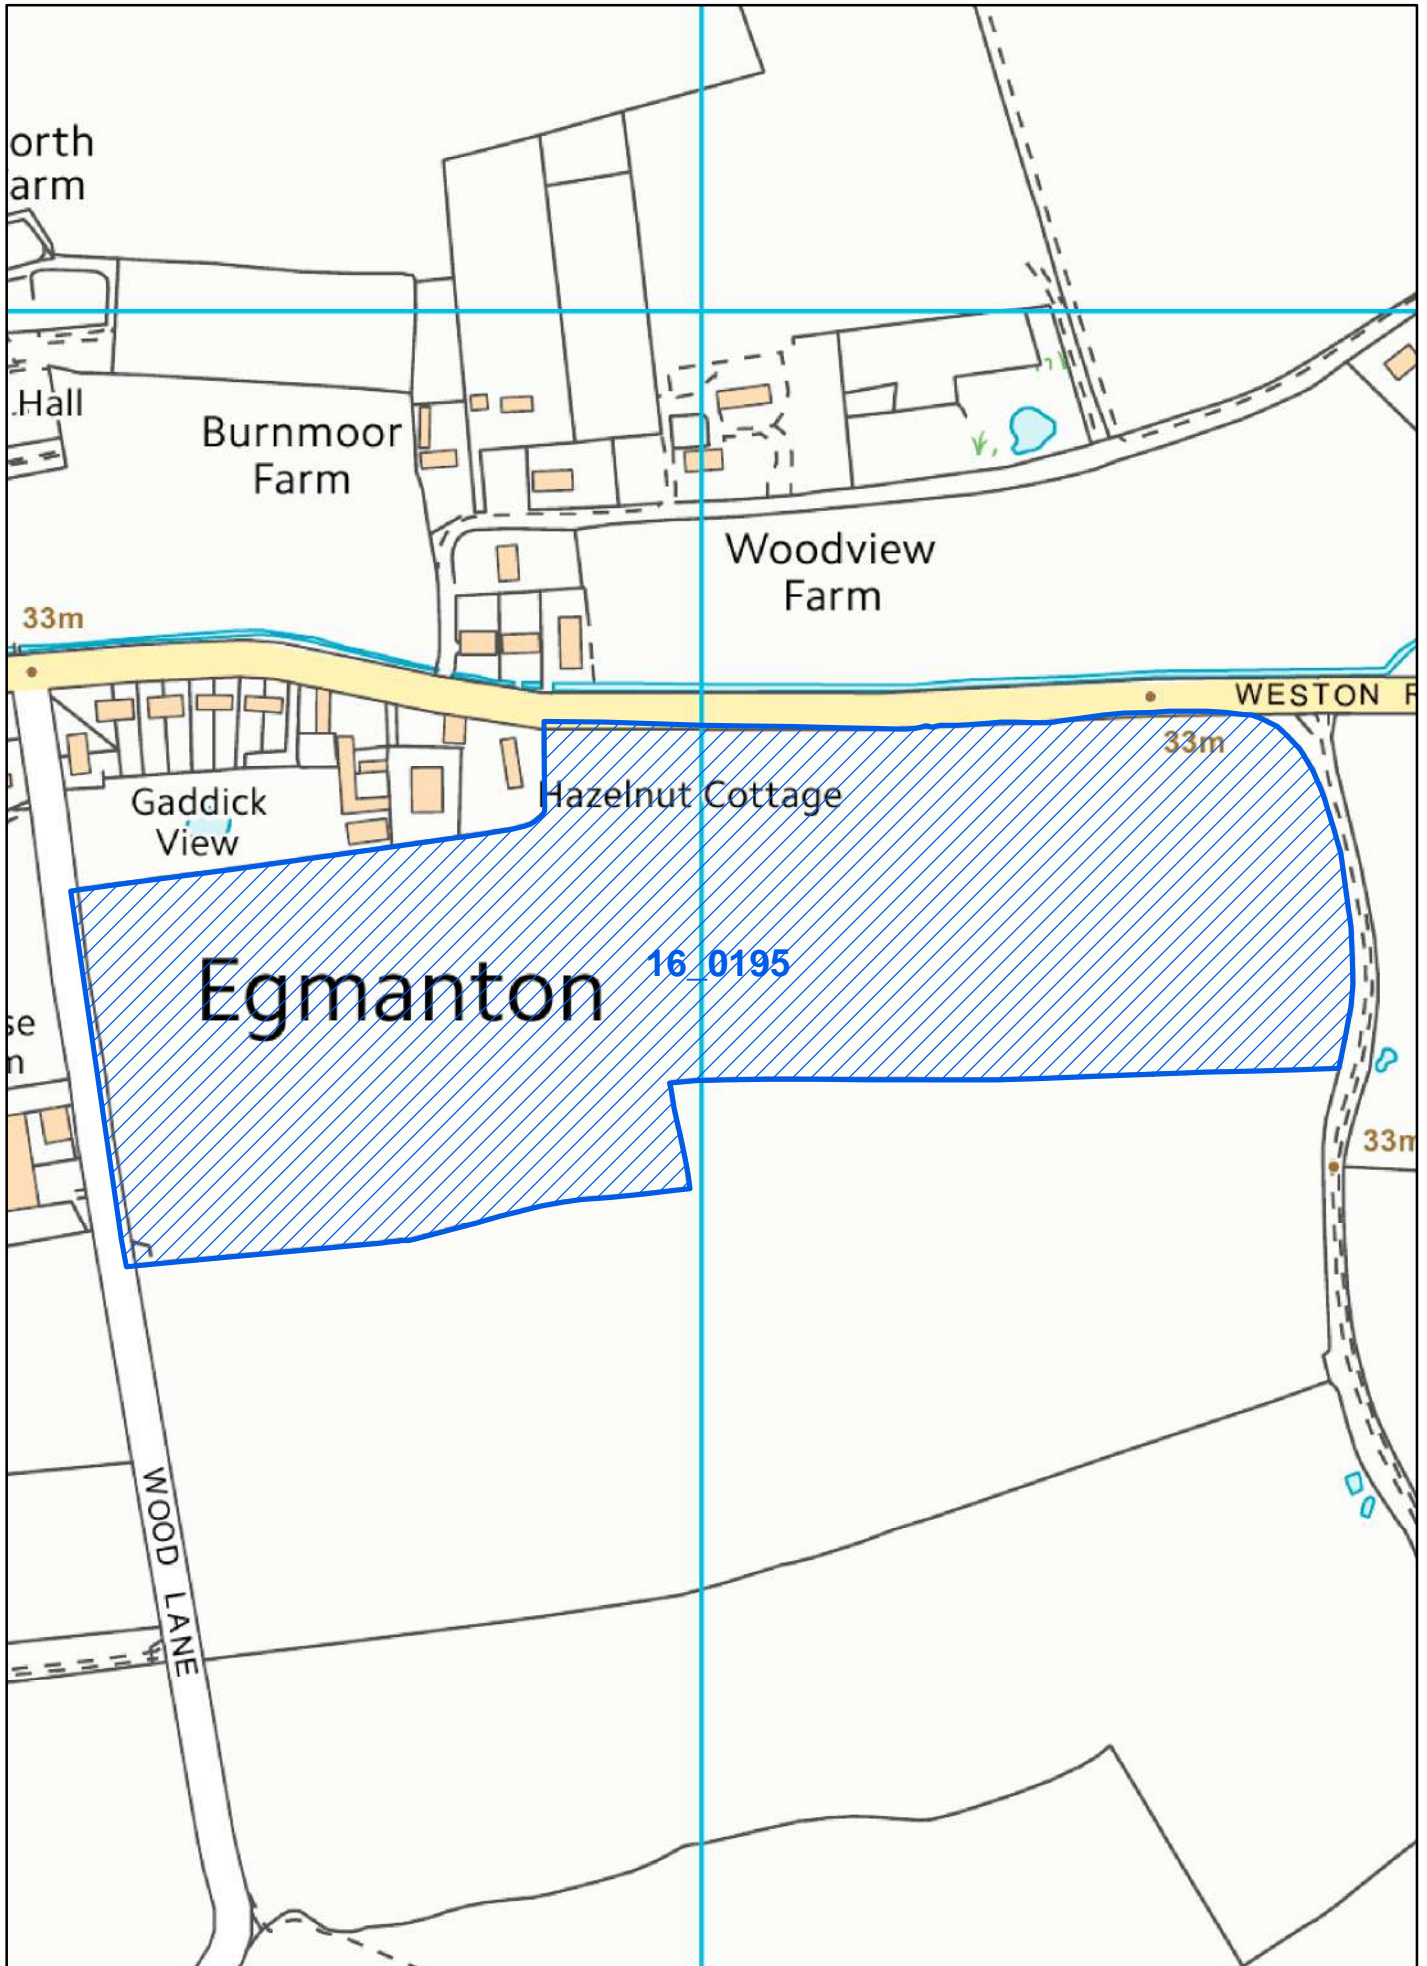 orth
arm
Hall
Burnmoor
Farm
Woodview
Farm
33m
WESTON R
33m
Hazelnut Cottage
Gaddick
View
Egmanton
16_0195
se
m
33m
WOOD LANE